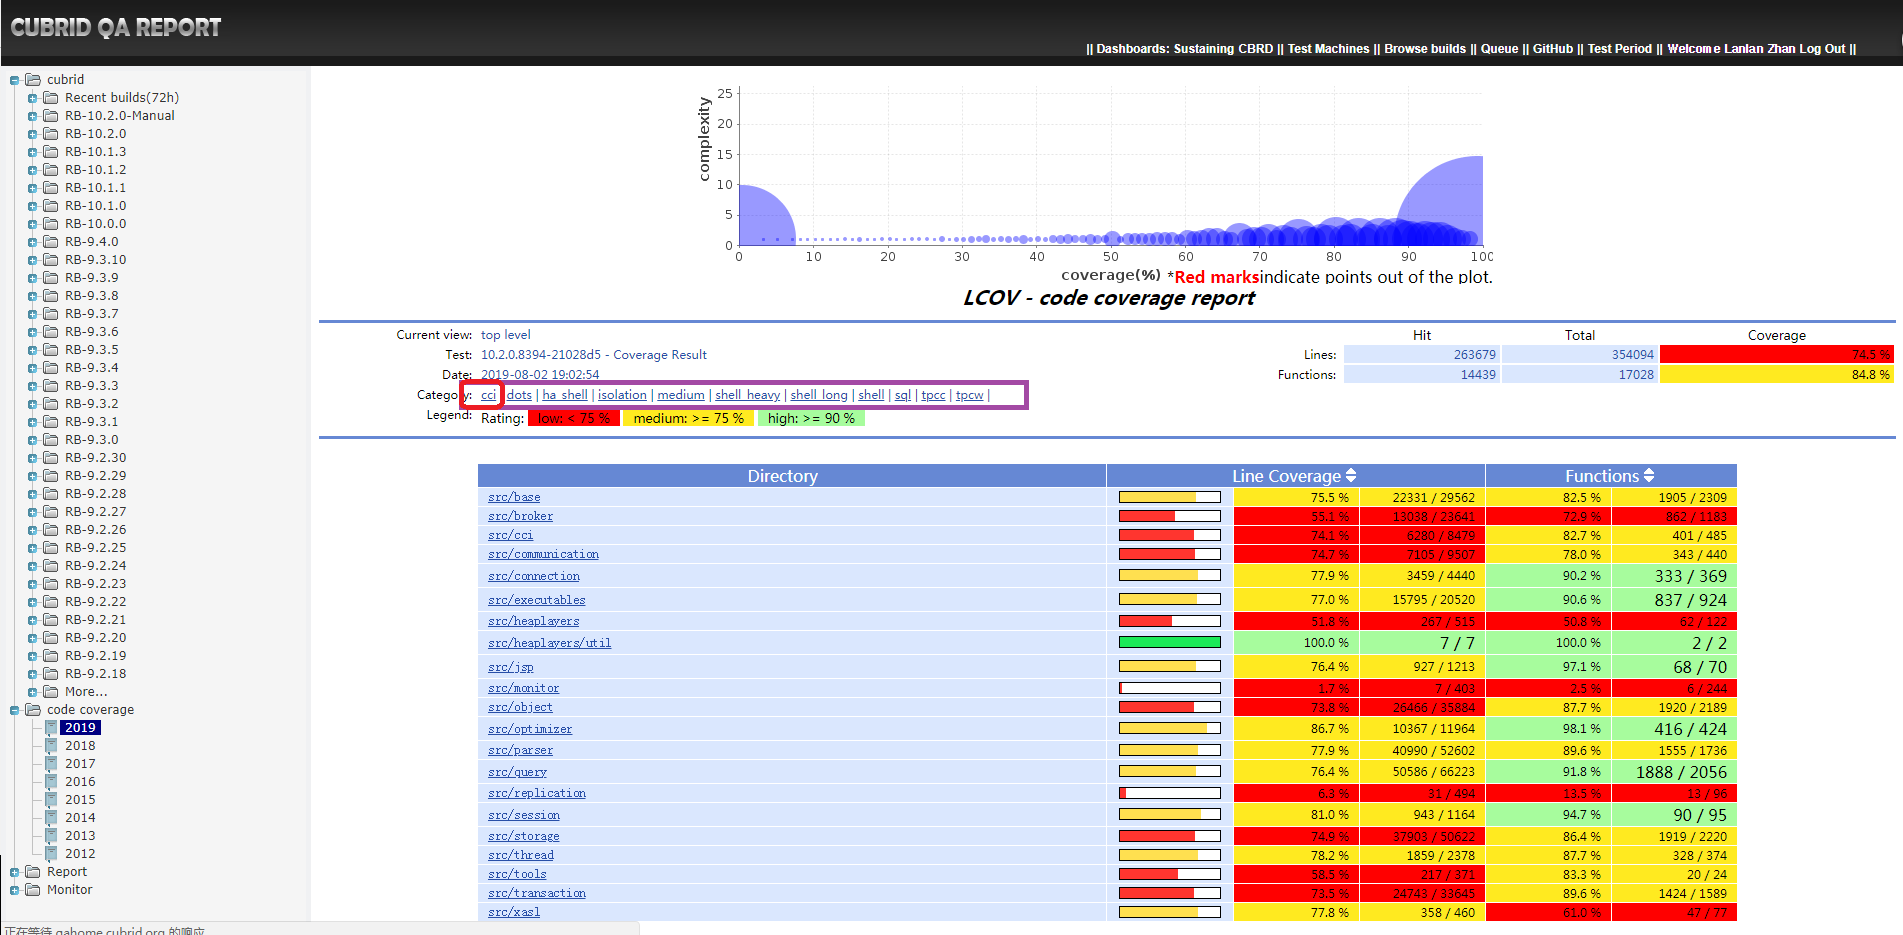 CUBRID QA REPORT
|| Dashboards: Sustaining CBRD || Test Machines || Browse builds || Queue || GitHub || Test Period || Welcome Lanlan Zhan Log Out ||
cubrid
Recent builds(72h)
RB-10.2.0-Manual
RB-10.2.0
RB-10.1.3
RB-10.1.2
RB-10.1.1
RB-10.1.0
RB-10.0.0
RB-9.4.0
RB-9.3.10
RB-9.3.9
RB-9.3.8
RB-9.3.7
RB-9.3.6
RB-9.3.5
RB-9.3.4
RB-9.3.3
RB-9.3.2
RB-9.3.1
RB-9.3.0
RB-9.2.30
RB-9.2.29
RB-9.2.28
RB-9.2.27
RB-9.2.26
RB-9.2.25
RB-9.2.24
RB-9.2.23
RB-9.2.22
RB-9.2.21
RB-9.2.20
RB-9.2.19
RB-9.2.18
More...
code coverage
2019
2018
2017
2016
2015
2014
2013
2012
Report
Monitor
complexity
25
20
15
10
5
0
0 10 20 30 40 50 60 70 80 90 100
coverage(%) *Red marksindicate points out of the plot.
LCOV - code coverage report
Current view: top level
Test: 10.2.0.8394-21028d5 - Coverage Result
Date: 2019-08-02 19:02:54
Category: cci | dots | ha_shell | isolation | medium | shell_heavy | shell_long | shell | sql | tpcc | tpcw |
Legend: Rating: low: < 75 % medium: >= 75 % high: >= 90 %
Hit Total Coverage
Lines: 263679 354094 74.5 %
Functions: 14439 17028 84.8 %
Directory Line Coverage Functions
src/base 75.5 % 22331 / 29562 82.5 % 1905 / 2309
src/broker 55.1 % 13038 / 23641 72.9 % 862 / 1183
src/cci 74.1 % 6280 / 8479 82.7 % 401 / 485
src/communication 74.7 % 7105 / 9507 78.0 % 343 / 440
src/connection 77.9 % 3459 / 4440 90.2 % 333 / 369
src/executables 77.0 % 15795 / 20520 90.6 % 837 / 924
src/heaplayers 51.8 % 267 / 515 50.8 % 62 / 122
src/heaplayers/util 100.0 % 7 / 7 100.0 % 2 / 2
src/jsp 76.4 % 927 / 1213 97.1 % 68 / 70
src/monitor 1.7 % 7 / 403 2.5 % 6 / 244
src/object 73.8 % 26466 / 35884 87.7 % 1920 / 2189
src/optimizer 86.7 % 10367 / 11964 98.1 % 416 / 424
src/parser 77.9 % 40990 / 52602 89.6 % 1555 / 1736
src/query 76.4 % 50586 / 66223 91.8 % 1888 / 2056
src/replication 6.3 % 31 / 494 13.5 % 13 / 96
src/session 81.0 % 943 / 1164 94.7 % 90 / 95
src/storage 74.9 % 37903 / 50622 86.4 % 1919 / 2220
src/thread 78.2 % 1859 / 2378 87.7 % 328 / 374
src/tools 58.5 % 217 / 371 83.3 % 20 / 24
src/transaction 73.5 % 24743 / 33645 89.6 % 1424 / 1589
src/xasl 77.8 % 358 / 460 61.0 % 47 / 77
正在等待 qahome.cubrid.org 的响应